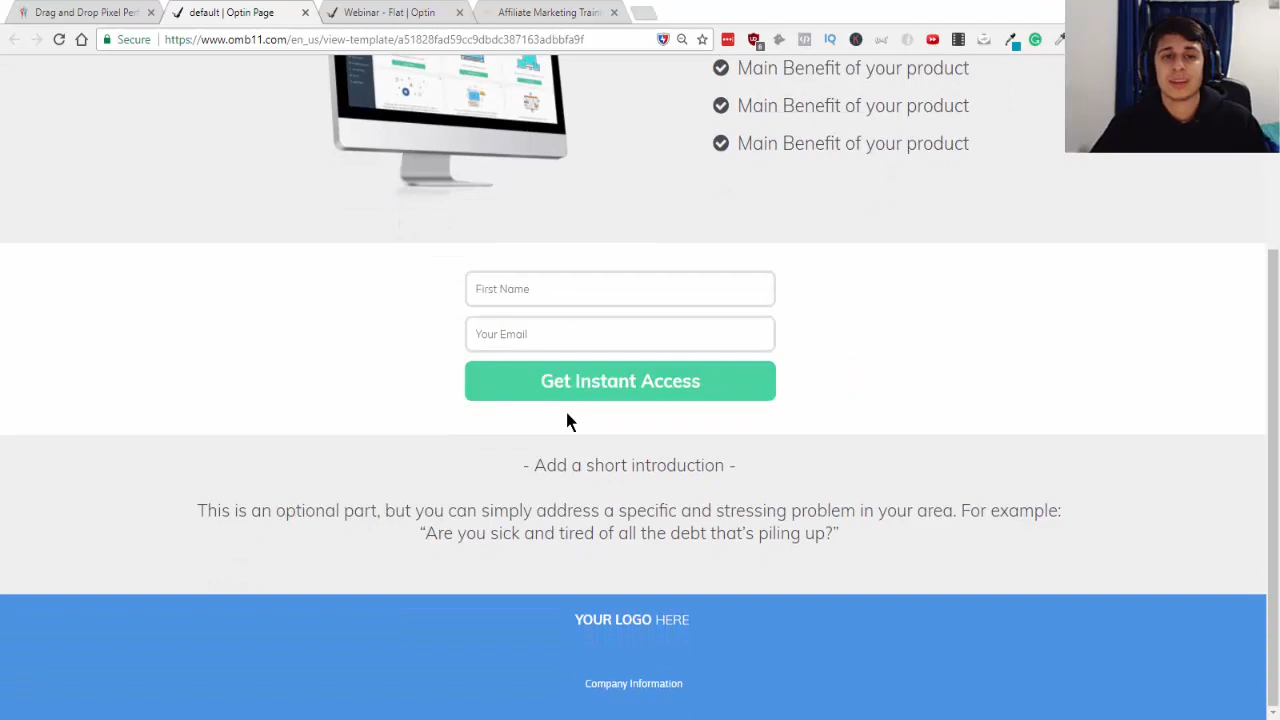 Drag and Drop Pixel Perf
default | Optin Page
Webinar - Flat | Optin
Affiliate Marketing Traini
Secure
https://www.omb11.com/en_us/view-template/a51828fad59cc9dbdc387163adbbfa9f
Main Benefit of your product
Main Benefit of your product
Main Benefit of your product
First Name
Your Email
Get Instant Access
- Add a short introduction -
This is an optional part, but you can simply address a specific and stressing problem in your area. For example:
“Are you sick and tired of all the debt that’s piling up?”
YOUR LOGO HERE
Company Information